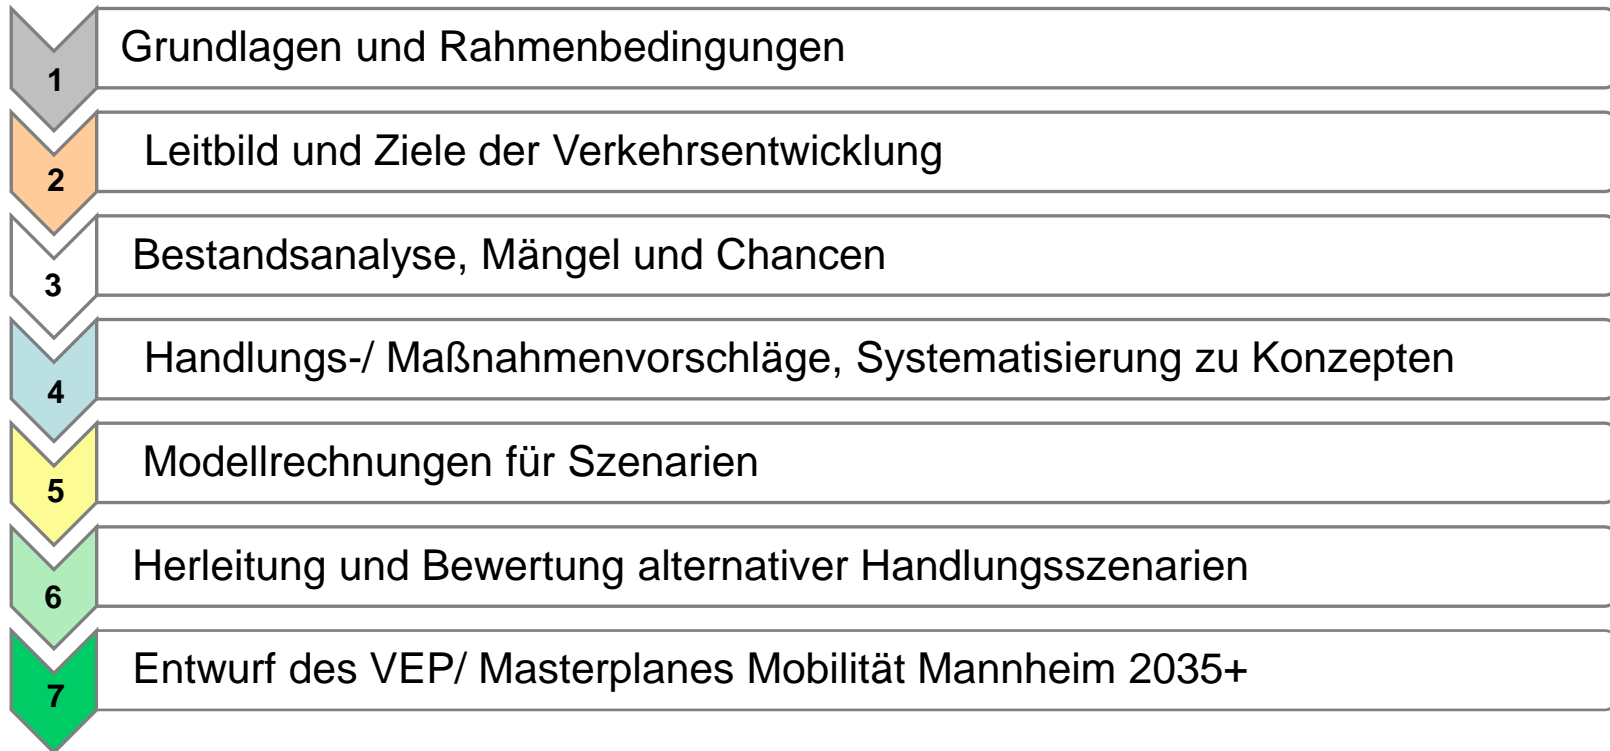 1 Grundlagen und Rahmenbedingungen
2 Leitbild und Ziele der Verkehrsentwicklung
3 Bestandsanalyse, Mängel und Chancen
4 Handlungs-/ Maßnahmenvorschläge, Systematisierung zu Konzepten
5 Modellrechnungen für Szenarien
6 Herleitung und Bewertung alternativer Handlungsszenarien
7 Entwurf des VEP/ Masterplanes Mobilität Mannheim 2035+